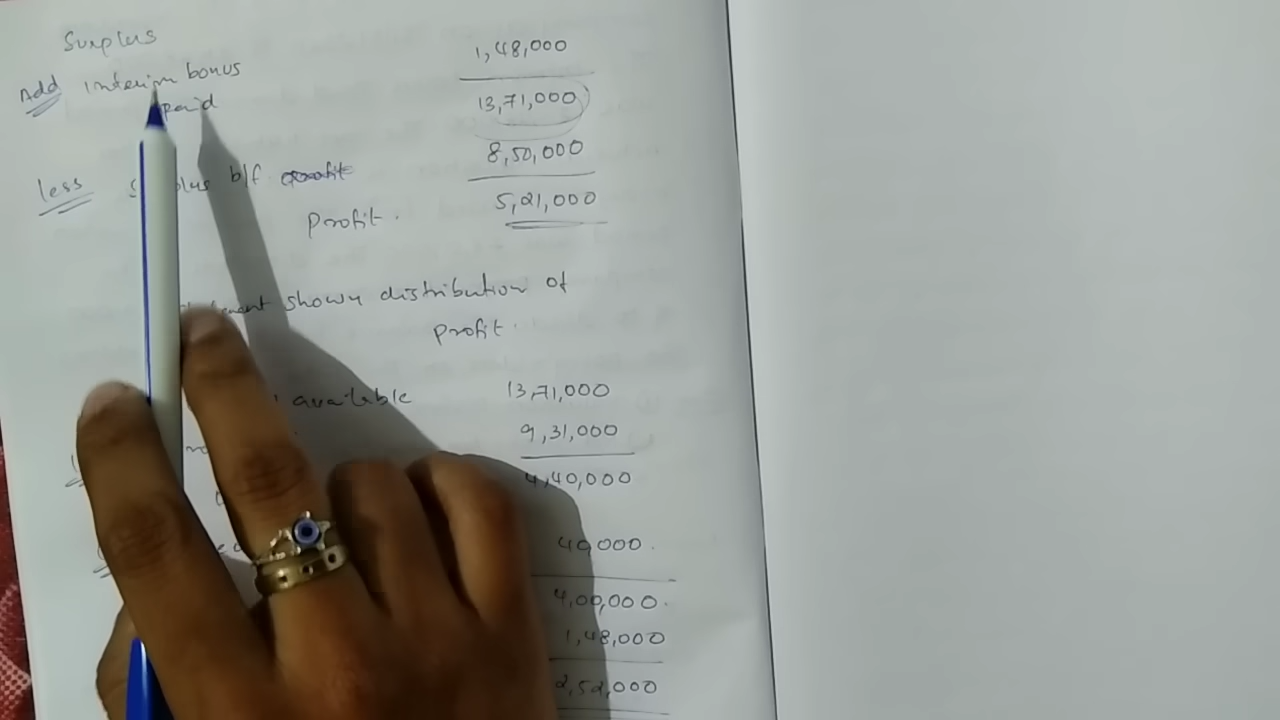 Surplus
Add interim bonus 1,48,000
paid 13,71,000
less b/f 8,50,000
Profit. 5,21,000
shown distribution of
Profit.
available 13,71,000
9,31,000
4,40,000
40,000.
4,00,000.
1,48,000
2,52,000